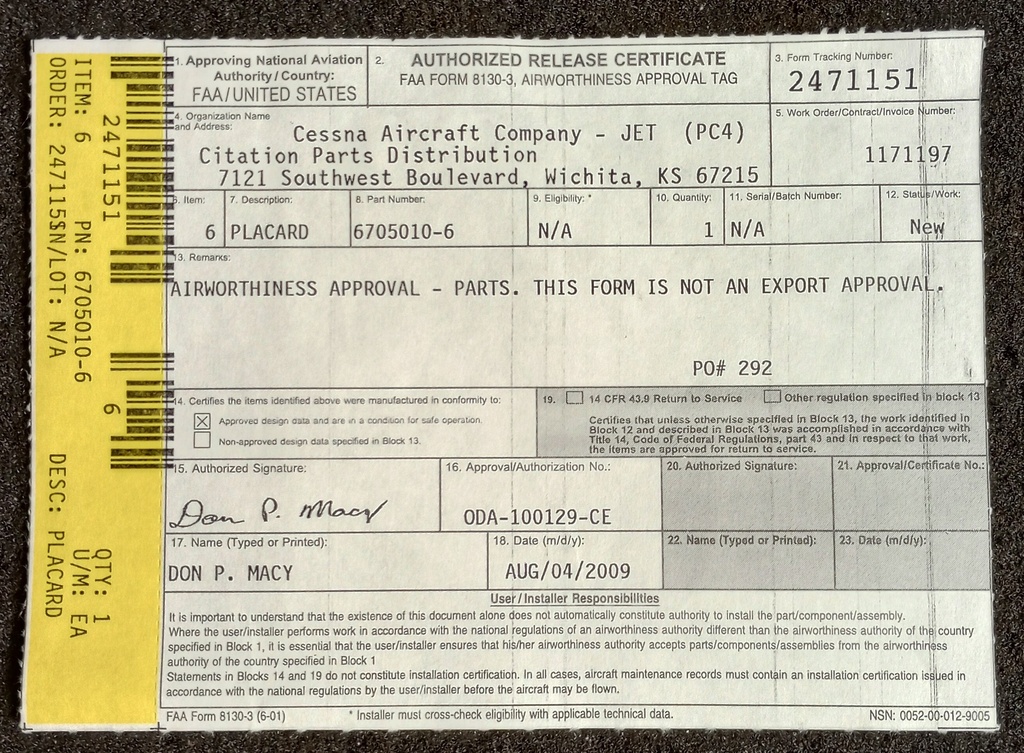 ITEM: 6 PN: 6705010-6 DESC: PLACARD
ORDER: 2471151 SN/LOT: N/A U/M: EA
2471151 6 QTY: 1
1. Approving National Aviation
Authority/Country:
FAA/UNITED STATES
2. AUTHORIZED RELEASE CERTIFICATE
FAA FORM 8130-3, AIRWORTHINESS APPROVAL TAG
3. Form Tracking Number:
2471151
4. Organization Name
and Address:
Cessna Aircraft Company - JET (PC4)
Citation Parts Distribution
7121 Southwest Boulevard, Wichita, KS 67215
5. Work Order/Contract/Invoice Number:
1171197
6. Item: 7. Description: 8. Part Number: 9. Eligibility: * 10. Quantity: 11. Serial/Batch Number: 12. Status/Work:
6 PLACARD 6705010-6 N/A 1 N/A New
13. Remarks:
AIRWORTHINESS APPROVAL - PARTS. THIS FORM IS NOT AN EXPORT APPROVAL.
PO# 292
14. Certifies the items identified above were manufactured in conformity to:
Approved design data and are in a condition for safe operation.
Non-approved design data specified in Block 13.
19. 14 CFR 43.9 Return to Service Other regulation specified in block 13
Certifies that unless otherwise specified in Block 13, the work identified in
Block 12 and described in Block 13 was accomplished in accordance with
Title 14, Code of Federal Regulations, part 43 and in respect to that work,
the items are approved for return to service.
15. Authorized Signature: 16. Approval/Authorization No.: 20. Authorized Signature: 21. Approval/Certificate No.:
Don P. Macy ODA-100129-CE
17. Name (Typed or Printed): 18. Date (m/d/y): 22. Name (Typed or Printed): 23. Date (m/d/y):
DON P. MACY AUG/04/2009
User/Installer Responsibilities
It is important to understand that the existence of this document alone does not automatically constitute authority to install the part/component/assembly.
Where the user/installer performs work in accordance with the national regulations of an airworthiness authority different than the airworthiness authority of the country
specified in Block 1, it is essential that the user/installer ensures that his/her airworthiness authority accepts parts/components/assemblies from the airworthiness
authority of the country specified in Block 1
Statements in Blocks 14 and 19 do not constitute installation certification. In all cases, aircraft maintenance records must contain an installation certification issued in
accordance with the national regulations by the user/installer before the aircraft may be flown.
FAA Form 8130-3 (6-01) * Installer must cross-check eligibility with applicable technical data. NSN: 0052-00-012-9005